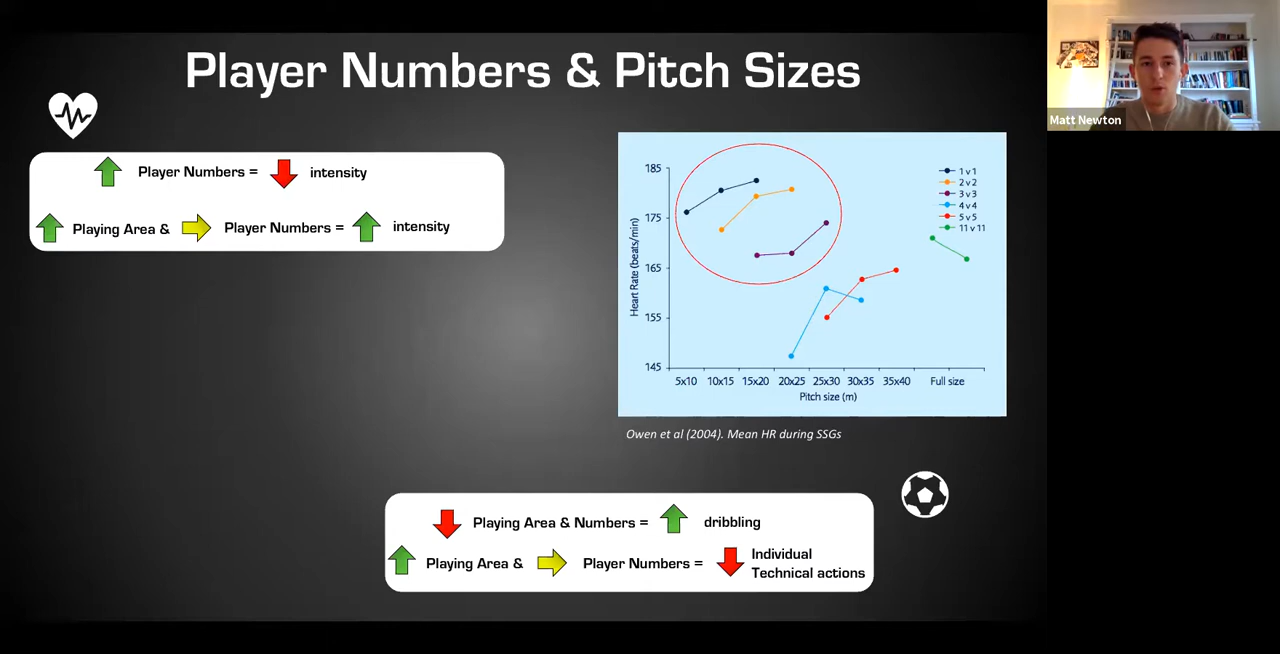 Player Numbers & Pitch Sizes
Matt Newton
Player Numbers = intensity
Playing Area & Player Numbers = intensity
185
175
165
155
145
Heart Rate (beats/min)
1 v 1
2 v 2
3 v 3
4 v 4
5 v 5
11 v 11
5x10 10x15 15x20 20x25 25x30 30x35 35x40 Full size
Pitch size (m)
Owen et al (2004). Mean HR during SSGs
Playing Area & Numbers = dribbling
Playing Area & Player Numbers = Individual
Technical actions